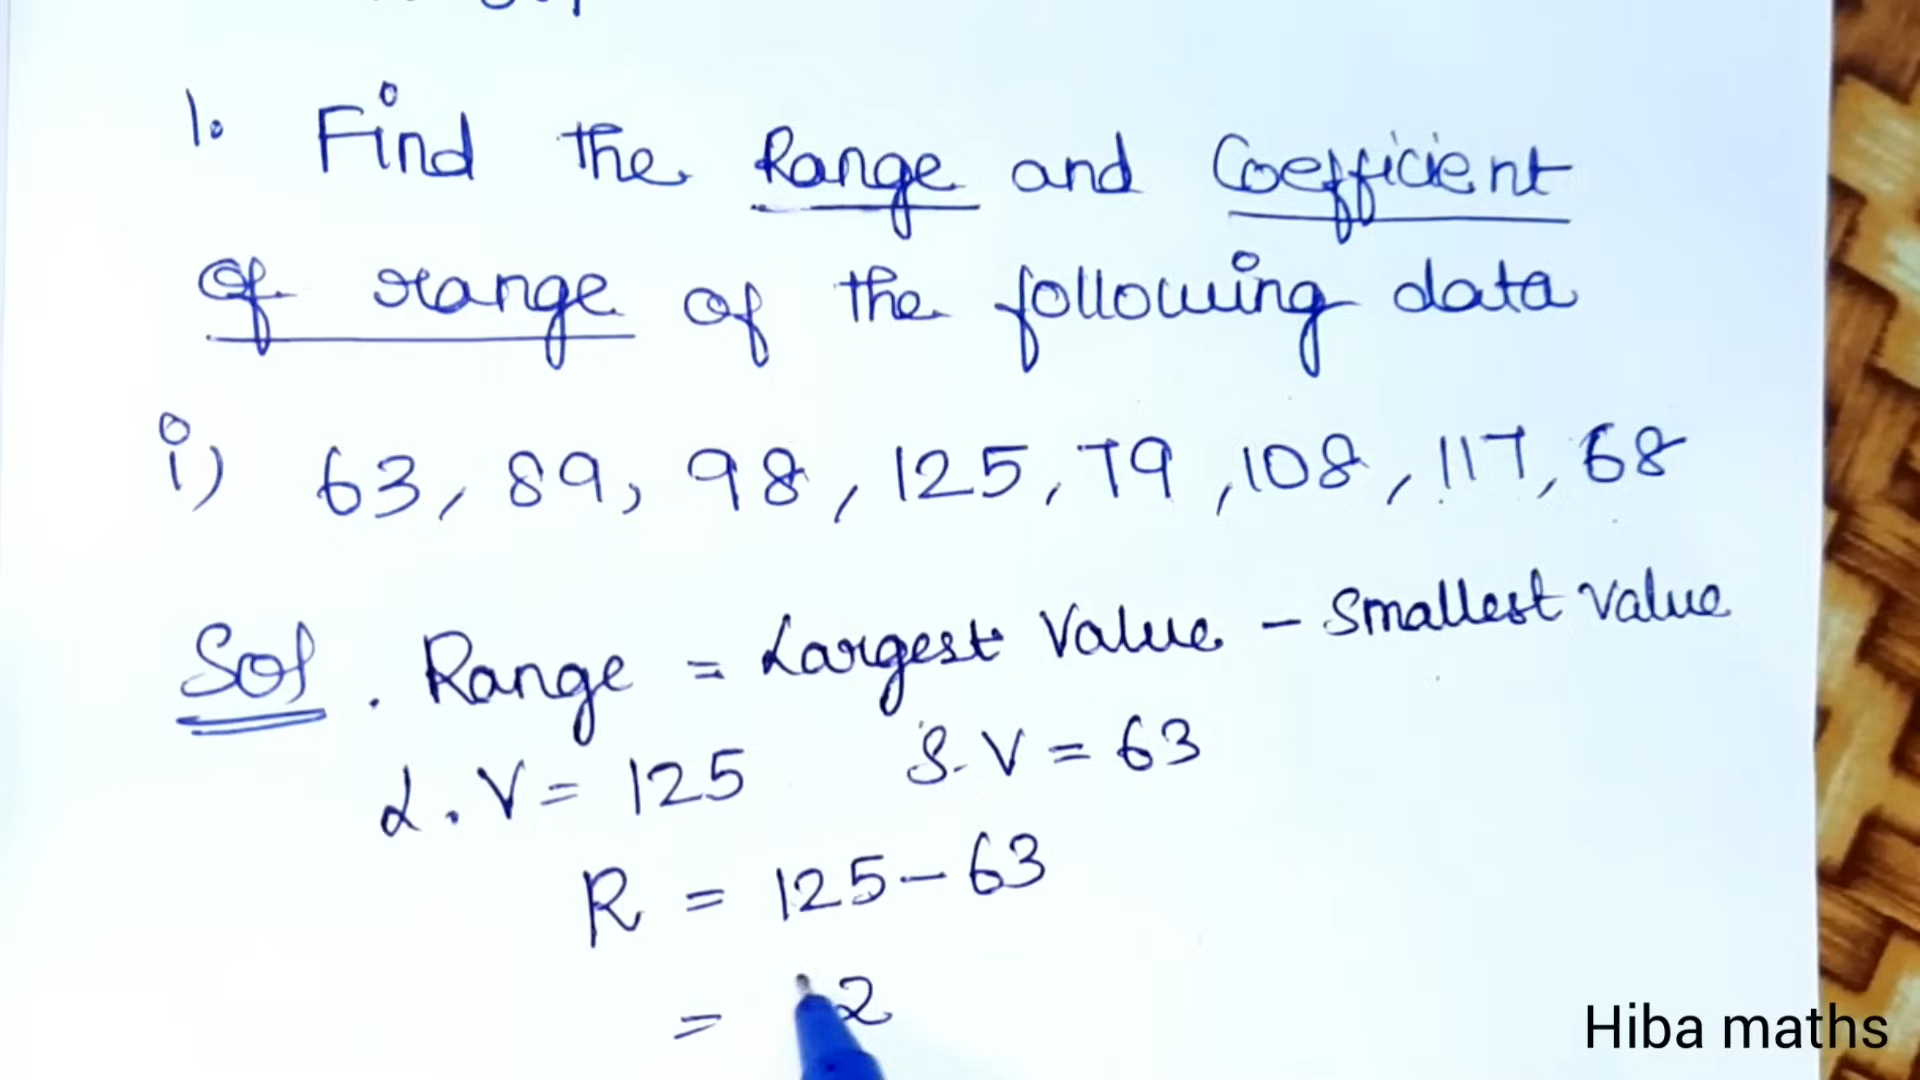 1. Find the Range and Coefficient
of range of the following data
i) 63, 89, 98, 125, 79, 108, 117, 68
Sol. Range = Largest Value - Smallest Value
L.V = 125 S.V = 63
R = 125 - 63
= 2
Hiba maths